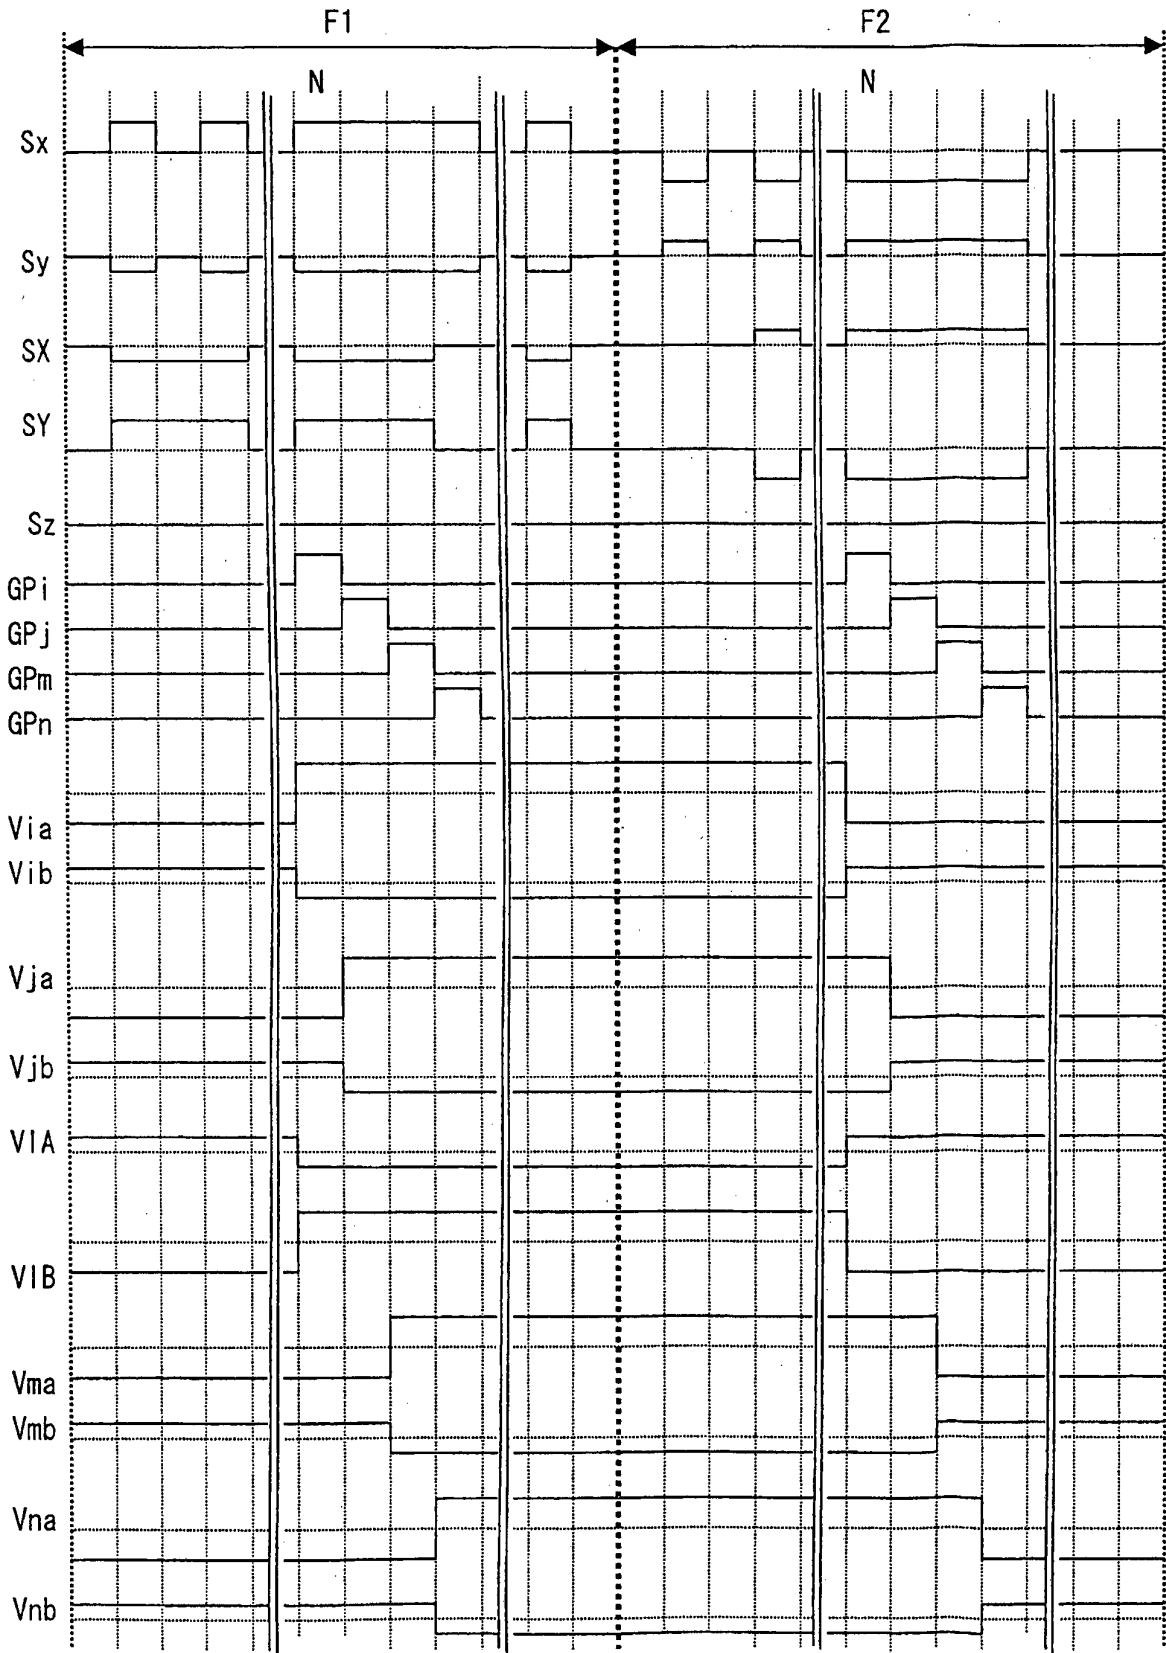 F1 F2
N N
Sx
Sy
SX
SY
Sz
GPi
GPj
GPm
GPn
Via
Vib
Vja
Vjb
VIA
VIB
Vma
Vmb
Vna
Vnb